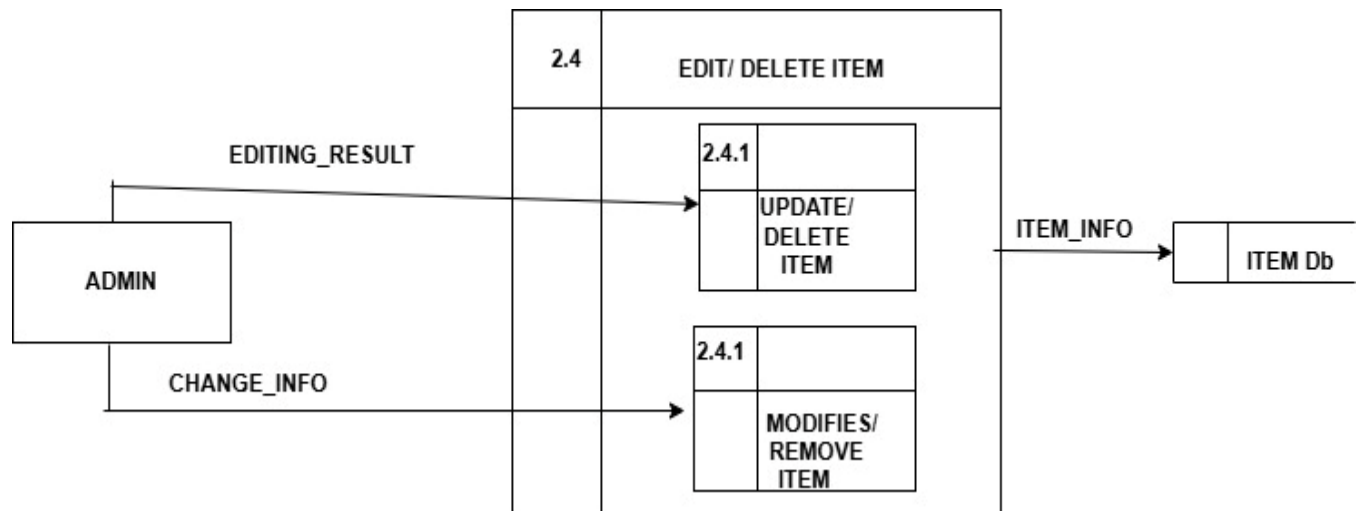 2.4
EDIT/ DELETE ITEM
EDITING_RESULT
2.4.1
UPDATE/
DELETE
ITEM
ITEM_INFO
ITEM Db
ADMIN
2.4.1
CHANGE_INFO
MODIFIES/
REMOVE
ITEM